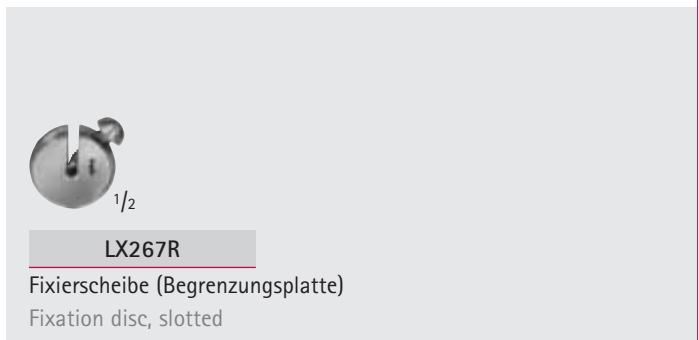 1/2
LX267R
Fixierscheibe (Begrenzungsplatte)
Fixation disc, slotted